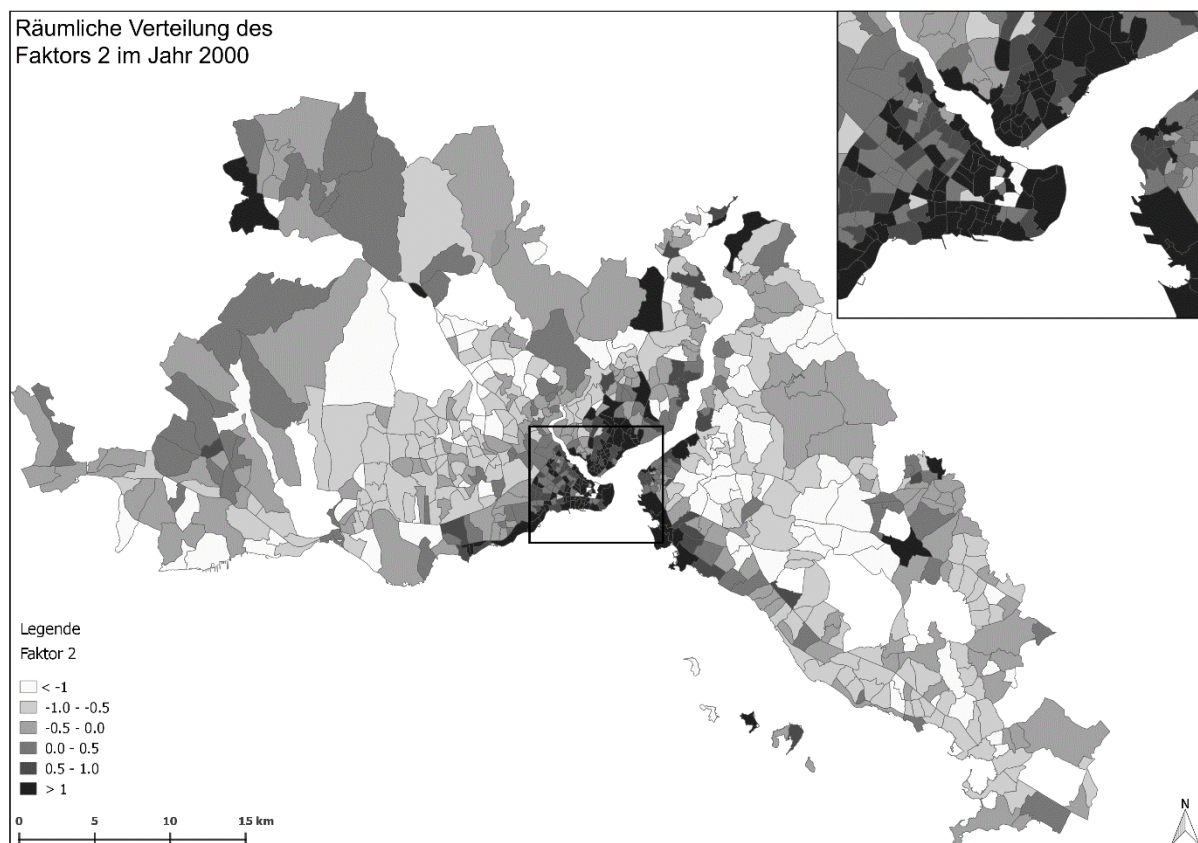 Räumliche Verteilung des
Faktors 2 im Jahr 2000
Legende
Faktor 2
< -1
-1.0 - -0.5
-0.5 - 0.0
0.0 - 0.5
0.5 - 1.0
> 1
0 5 10 15 km
N